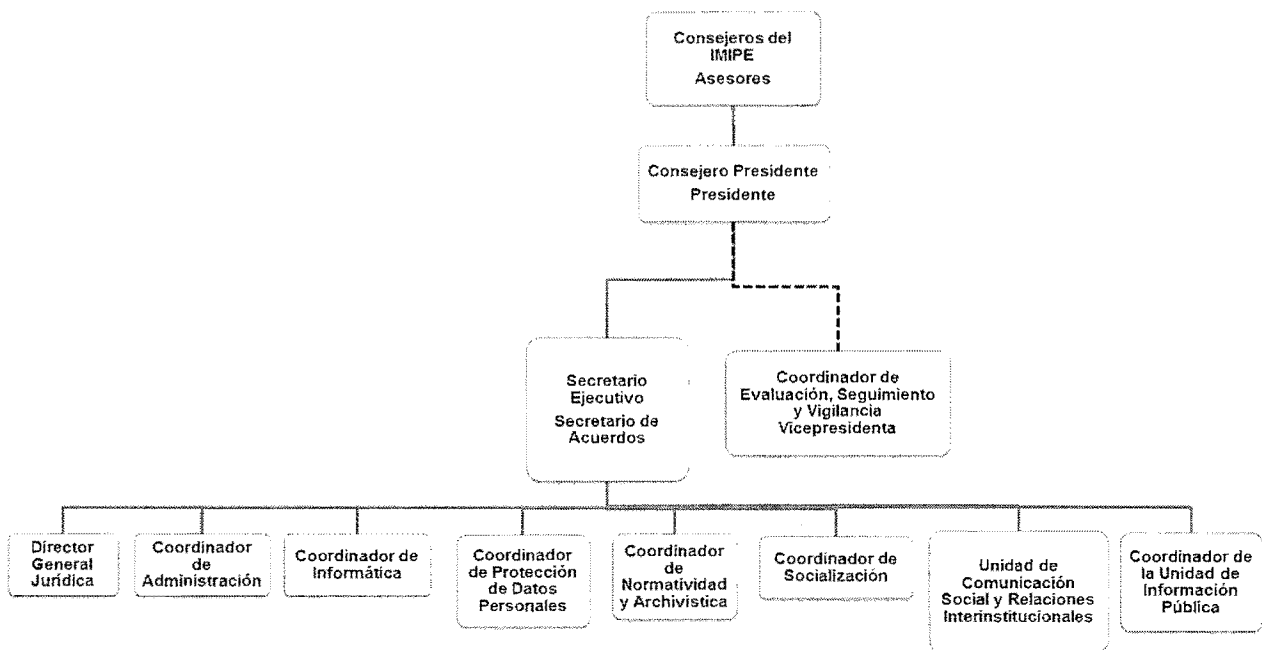 Consejeros del
IMIPE
Asesores
Consejero Presidente
Presidente
Secretario
Ejecutivo
Secretario de
Acuerdos
Coordinador de
Evaluación, Seguimiento
y Vigilancia
Vicepresidenta
Director
General
Jurídica
Coordinador
de
Administración
Coordinador de
Informática
Coordinador
de Protección
de Datos
Personales
Coordinador
de
Normatividad
y Archivística
Coordinador de
Socialización
Unidad de
Comunicación
Social y Relaciones
Interinstitucionales
Coordinador de
la Unidad de
Información
Pública